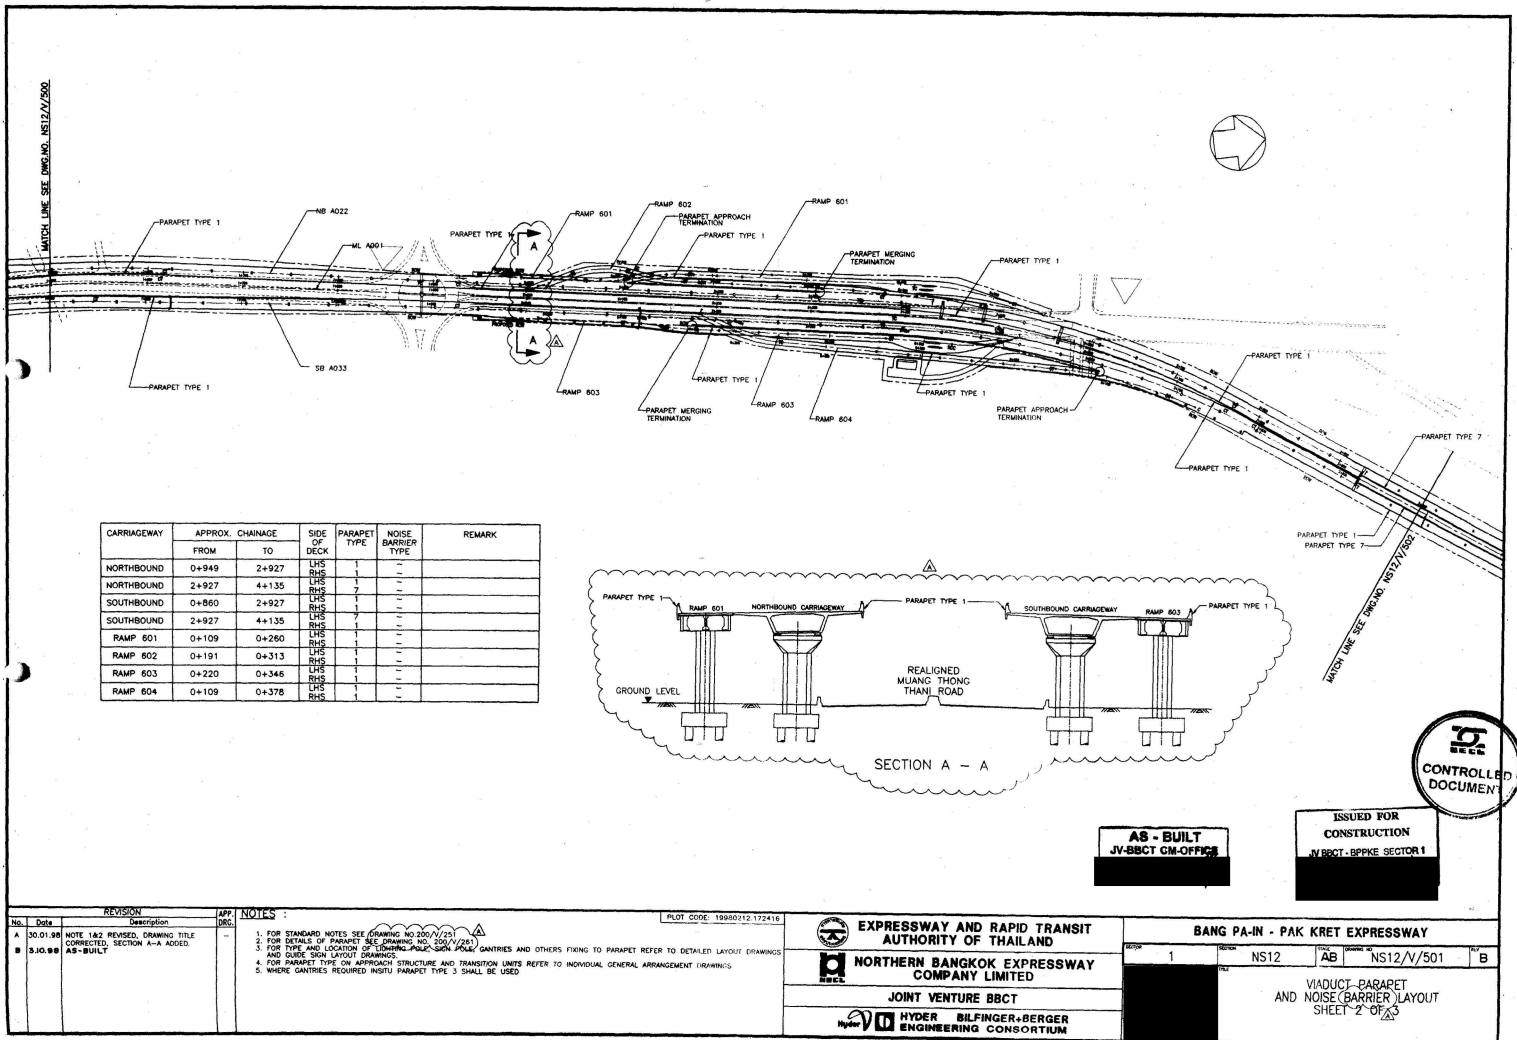 MATCH LINE SEE DWG.NO. NS12/V/500
PARAPET TYPE 1
NB A022
ML A001
PARAPET TYPE 1
A
RAMP 601
RAMP 602
PARAPET APPROACH
TERMINATION
PARAPET TYPE 1
RAMP 601
PARAPET MERGING
TERMINATION
PARAPET TYPE 1
PARAPET TYPE 1
SB A033
A
A
RAMP 603
PARAPET MERGING
TERMINATION
PARAPET TYPE 1
RAMP 603
RAMP 604
PARAPET TYPE 1
PARAPET APPROACH
TERMINATION
PARAPET TYPE 1
PARAPET TYPE 1
PARAPET TYPE 7
PARAPET TYPE 1
PARAPET TYPE 7
MATCH LINE SEE DWG.NO. NS12/V/502
CARRIAGEWAY APPROX. CHAINAGE SIDE OF DECK PARAPET TYPE NOISE BARRIER TYPE REMARK
FROM TO
NORTHBOUND 0+949 2+927 LHS 1 –
RHS 1 –
NORTHBOUND 2+927 4+135 LHS 1 –
RHS 7 –
SOUTHBOUND 0+860 2+927 LHS 1 –
RHS 1 –
SOUTHBOUND 2+927 4+135 LHS 7 –
RHS 1 –
RAMP 601 0+109 0+260 LHS 1 –
RHS 1 –
RAMP 602 0+191 0+313 LHS 1 –
RHS 1 –
RAMP 603 0+220 0+346 LHS 1 –
RHS 1 –
RAMP 604 0+109 0+378 LHS 1 –
RHS 1 –
A
PARAPET TYPE 1 RAMP 601 NORTHBOUND CARRIAGEWAY PARAPET TYPE 1 SOUTHBOUND CARRIAGEWAY RAMP 603 PARAPET TYPE 1
GROUND LEVEL
REALIGNED
MUANG THONG
THANI ROAD
SECTION A – A
NECL
CONTROLLED
DOCUMENT
AS - BUILT
JV-BBCT CM-OFFICE
ISSUED FOR
CONSTRUCTION
JV BBCT - BPPKE SECTOR 1
REVISION
No. Date Description APP. DRG.
A 30.01.98 NOTE 1&2 REVISED, DRAWING TITLE
CORRECTED, SECTION A–A ADDED. –
B 3.10.98 AS-BUILT
NOTES :
PLOT CODE: 19980212.172416
1. FOR STANDARD NOTES SEE DRAWING NO.200/V/251 A
2. FOR DETAILS OF PARAPET SEE DRAWING NO. 200/V/261
3. FOR TYPE AND LOCATION OF LIGHTING POLE, SIGN POLE, GANTRIES AND OTHERS FIXING TO PARAPET REFER TO DETAILED LAYOUT DRAWINGS
AND GUIDE SIGN LAYOUT DRAWINGS.
4. FOR PARAPET TYPE ON APPROACH STRUCTURE AND TRANSITION UNITS REFER TO INDIVIDUAL GENERAL ARRANGEMENT DRAWINGS
5. WHERE GANTRIES REQUIRED INSITU PARAPET TYPE 3 SHALL BE USED
EXPRESSWAY AND RAPID TRANSIT
AUTHORITY OF THAILAND
NECL
NORTHERN BANGKOK EXPRESSWAY
COMPANY LIMITED
JOINT VENTURE BBCT
Hyder HYDER BILFINGER+BERGER
ENGINEERING CONSORTIUM
BANG PA-IN - PAK KRET EXPRESSWAY
SECTOR SECTION STAGE DRAWING NO REV
1 NS12 AB NS12/V/501 B
TITLE
VIADUCT PARAPET
AND NOISE BARRIER LAYOUT
SHEET 2 OF 3
A